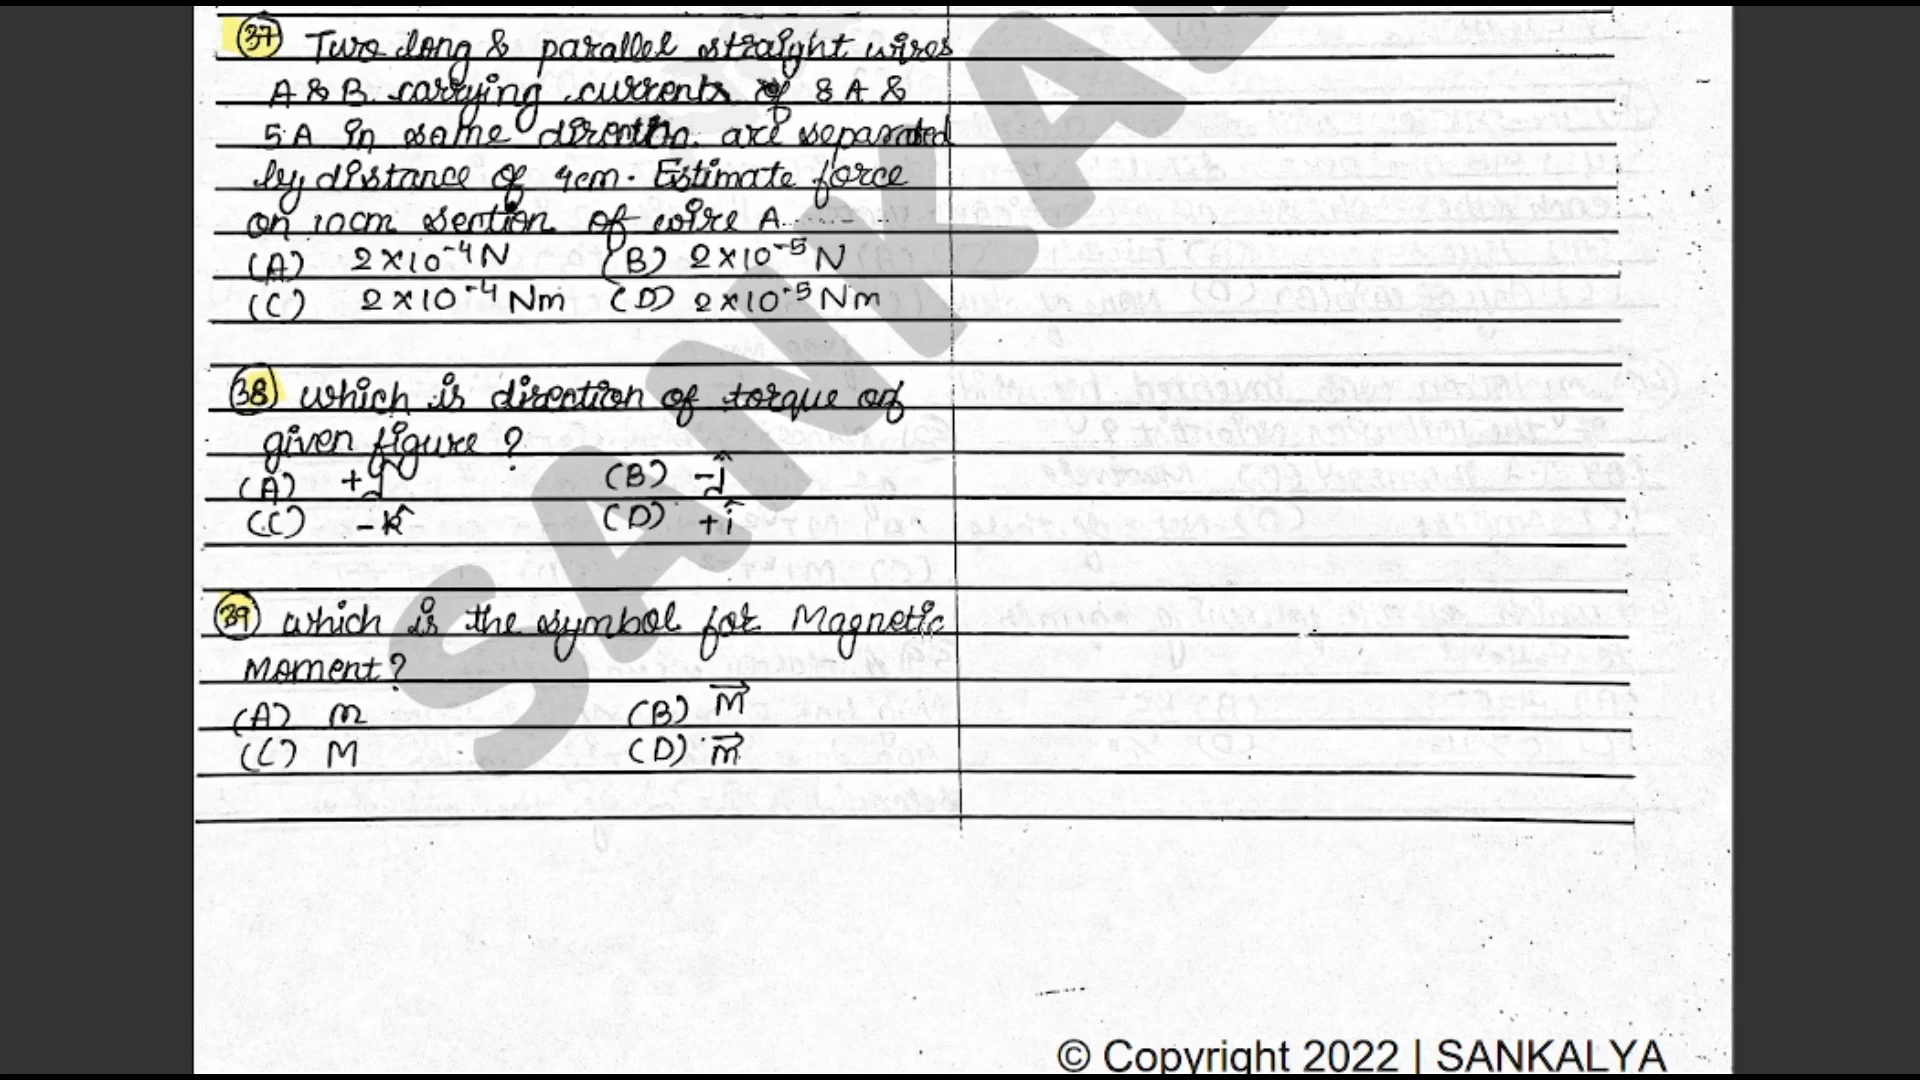 37 Two long & parallel straight wires
A & B carrying currents of 8 A &
5 A in same direction are separated
by distance of 4cm. Estimate force
on 10cm section of wire A......
(A) 2×10⁻⁴N (B) 2×10⁻⁵N
(C) 2×10⁻⁴ Nm (D) 2×10⁻⁵Nm
38 which is direction of torque of
given figure ?
(A) +ĵ (B) -ĵ
(C) -k̂ (D) +î
39 which is the symbol for Magnetic
Moment?
(A) m (B) M⃗
(C) M (D) m⃗
SANKAL
© Copyright 2022 | SANKALYA